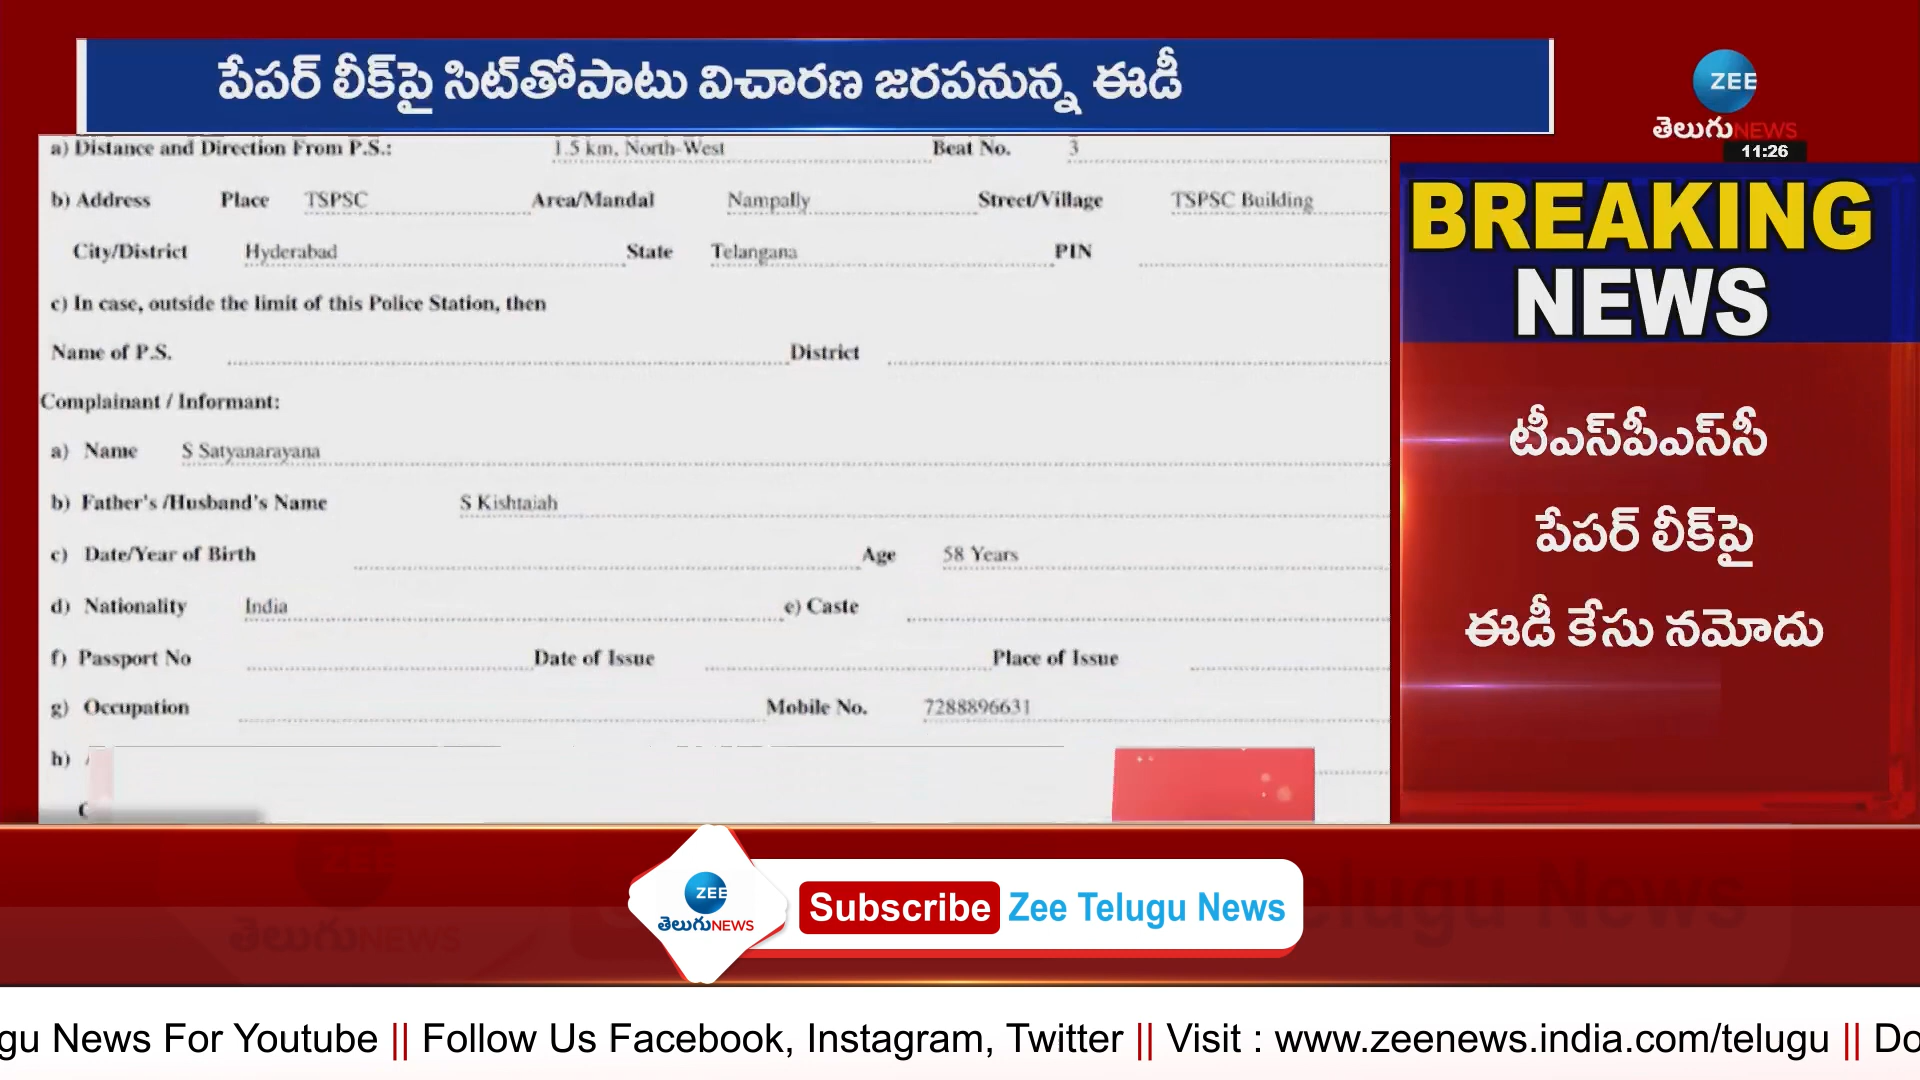 పేపర్ లీక్‌పై సిట్‌తోపాటు విచారణ జరపనున్న ఈడీ
ZEE
తెలుగు NEWS
11:26
a) Distance and Direction From P.S.: 1.5 km, North-West Beat No. 3
b) Address Place TSPSC Area/Mandal Nampally Street/Village TSPSC Building
City/District Hyderabad State Telangana PIN
c) In case, outside the limit of this Police Station, then
Name of P.S. District
Complainant / Informant:
a) Name S Satyanarayana
b) Father's /Husband's Name S Kishtaiah
c) Date/Year of Birth Age 58 Years
d) Nationality India e) Caste
f) Passport No Date of Issue Place of Issue
g) Occupation Mobile No. 7288896631
h)
BREAKING
NEWS
టీఎస్‌పీఎస్‌సీ
పేపర్ లీక్‌పై
ఈడీ కేసు నమోదు
ZEE
తెలుగు NEWS
Subscribe Zee Telugu News
gu News For Youtube || Follow Us Facebook, Instagram, Twitter || Visit : www.zeenews.india.com/telugu || Do